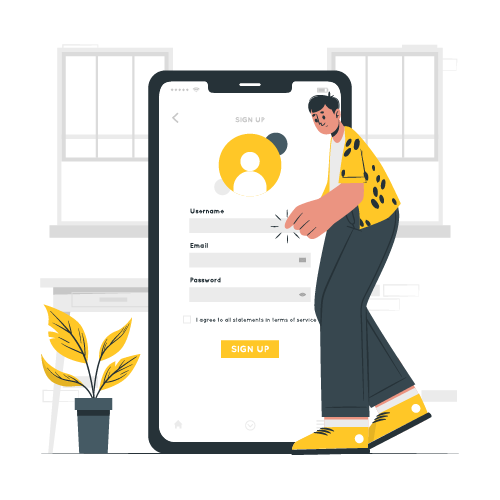 SIGN UP
Username
Email
Password
I agree to all statements in terms of service
SIGN UP